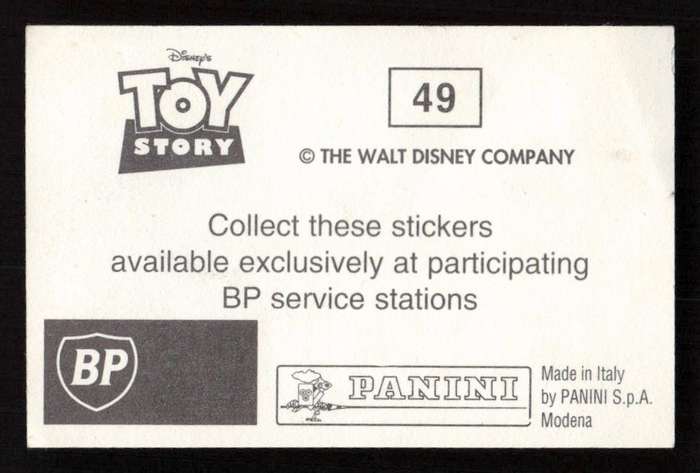 Disney's
TOY
STORY
49
© THE WALT DISNEY COMPANY
Collect these stickers
available exclusively at participating
BP service stations
BP
PANINI
Made in Italy
by PANINI S.p.A.
Modena